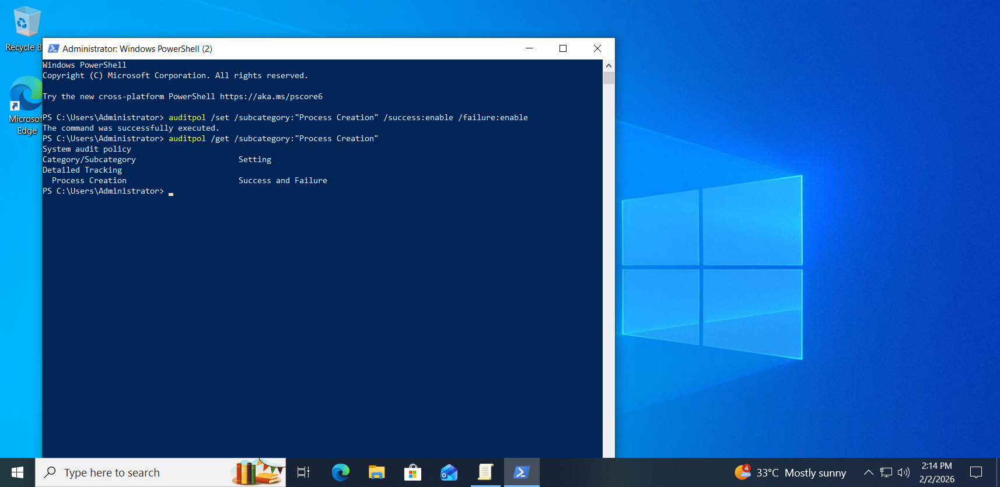 Recycle B
Microsof
Edge
Administrator: Windows PowerShell (2)
Windows PowerShell
Copyright (C) Microsoft Corporation. All rights reserved.
Try the new cross-platform PowerShell https://aka.ms/pscore6
PS C:\Users\Administrator> auditpol /set /subcategory:"Process Creation" /success:enable /failure:enable
The command was successfully executed.
PS C:\Users\Administrator> auditpol /get /subcategory:"Process Creation"
System audit policy
Category/Subcategory                      Setting
Detailed Tracking
  Process Creation                        Success and Failure
PS C:\Users\Administrator>
Type here to search
4
33°C Mostly sunny
2:14 PM
2/2/2026